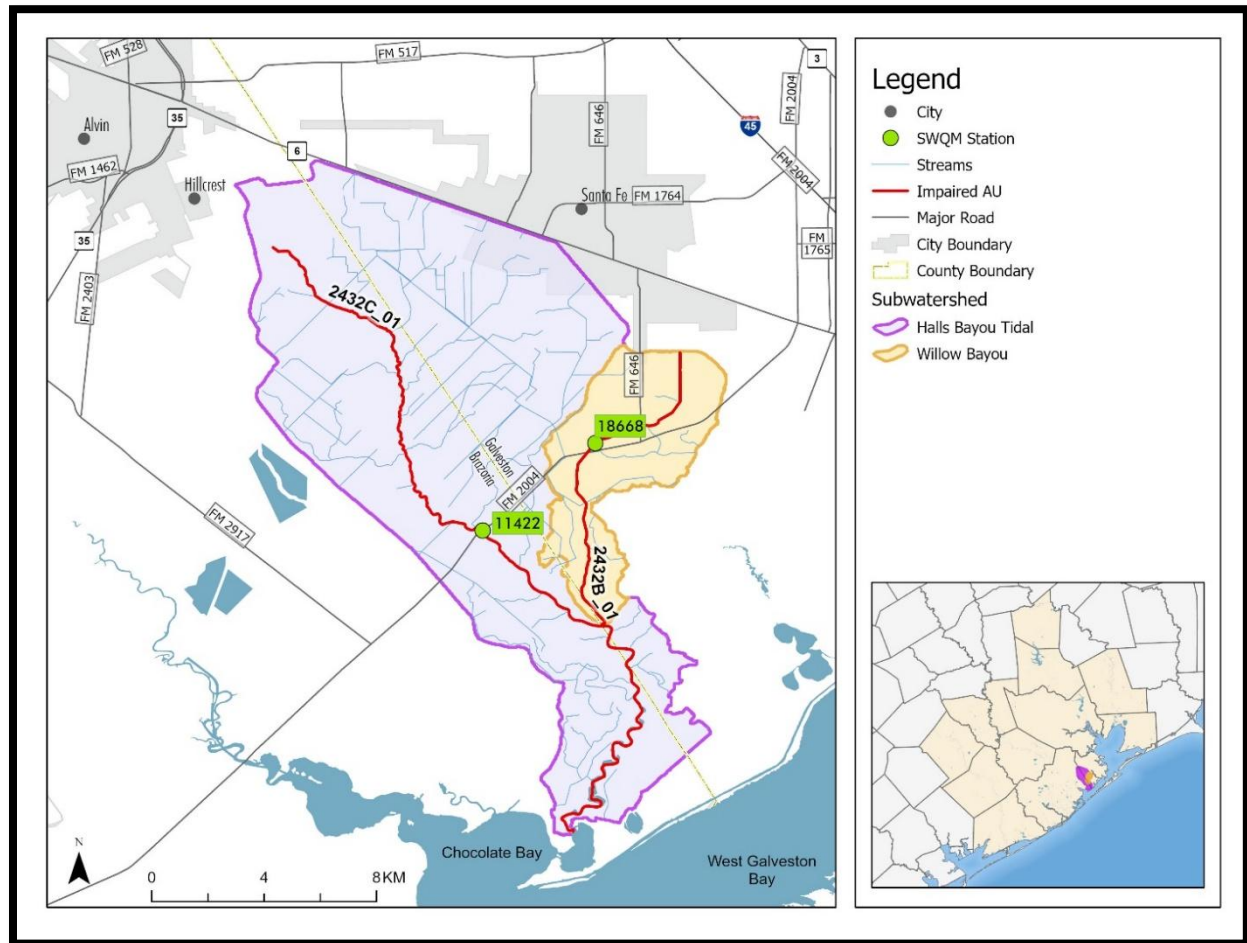 FM 528
FM 517
3
Alvin
35
FM 646
FM 2004
45
6
FM 1462
Hillcrest
FM 2004
Santa Fe
FM 1764
35
FM
1765
FM 2403
2432C_01
FM 646
18668
Galveston
Brazoria
FM 2004
11422
FM 2917
2432B_01
N
Chocolate Bay
West Galveston
Bay
0 4 8 KM
Legend
City
SWQM Station
Streams
Impaired AU
Major Road
City Boundary
County Boundary
Subwatershed
Halls Bayou Tidal
Willow Bayou